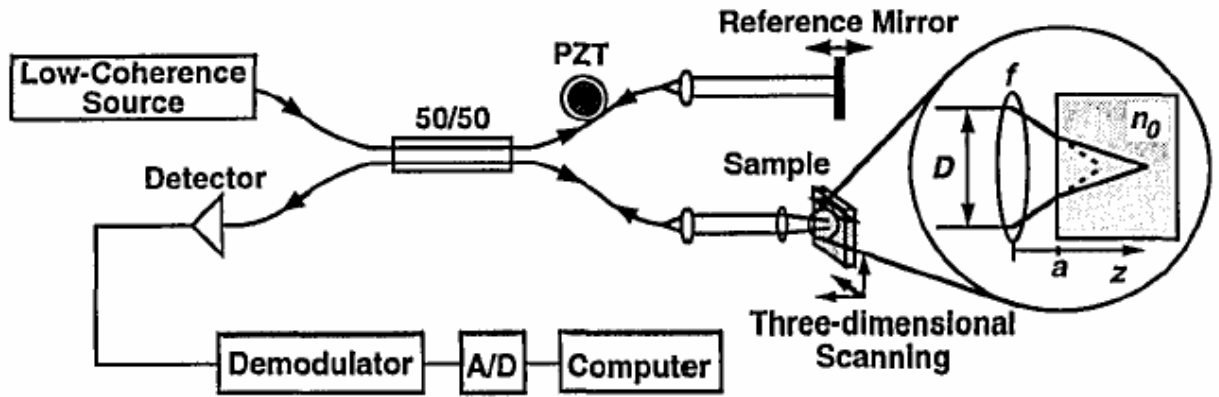 Reference Mirror
Low-Coherence
Source
PZT
50/50
Detector
Sample
f
D
n0
a
z
Three-dimensional
Scanning
Demodulator
A/D
Computer